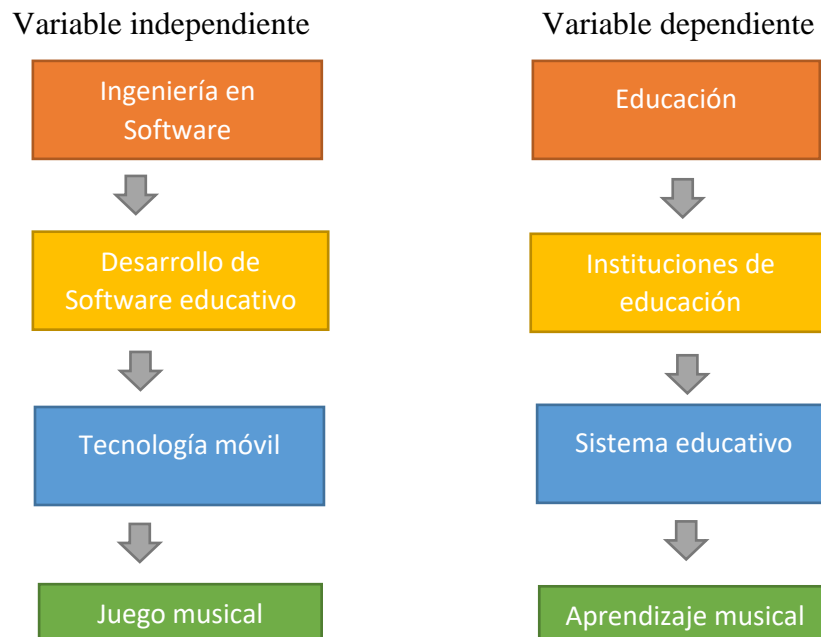 Variable independiente
Ingeniería en
Software
Desarrollo de
Software educativo
Tecnología móvil
Juego musical
Variable dependiente
Educación
Instituciones de
educación
Sistema educativo
Aprendizaje musical